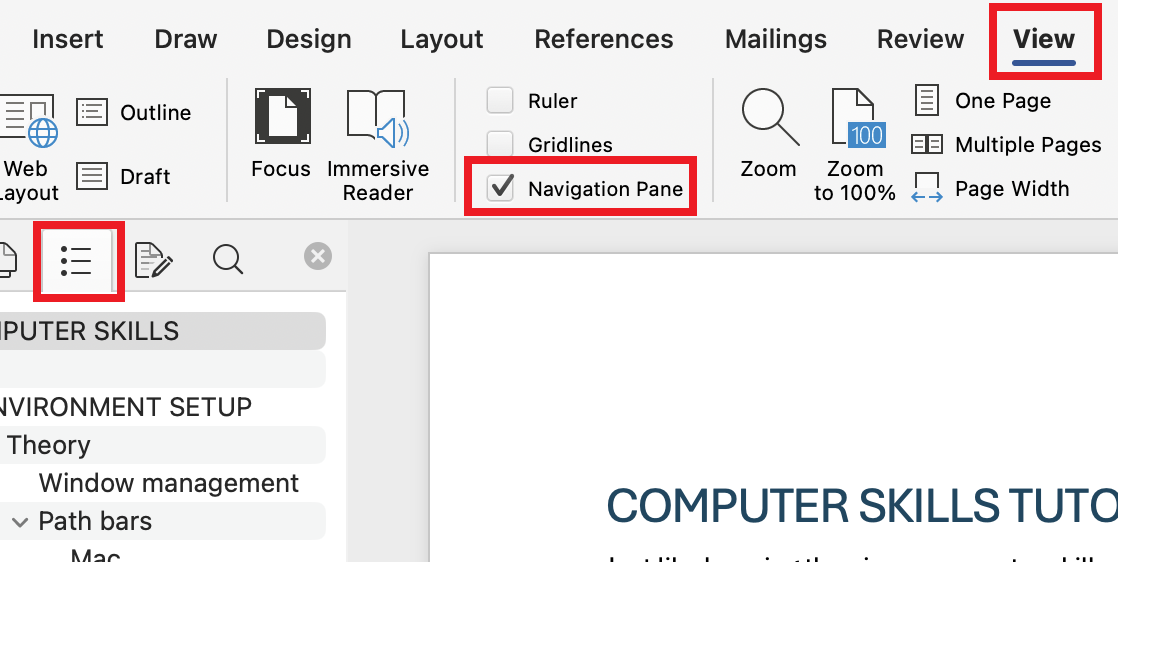 Insert Draw Design Layout References Mailings Review View
Outline
Draft
Web
Layout
Focus
Immersive
Reader
Ruler
Gridlines
Navigation Pane
Zoom
100
Zoom
to 100%
One Page
Multiple Pages
Page Width
PUTER SKILLS
NVIRONMENT SETUP
Theory
Window management
Path bars
Mac
COMPUTER SKILLS TUTO